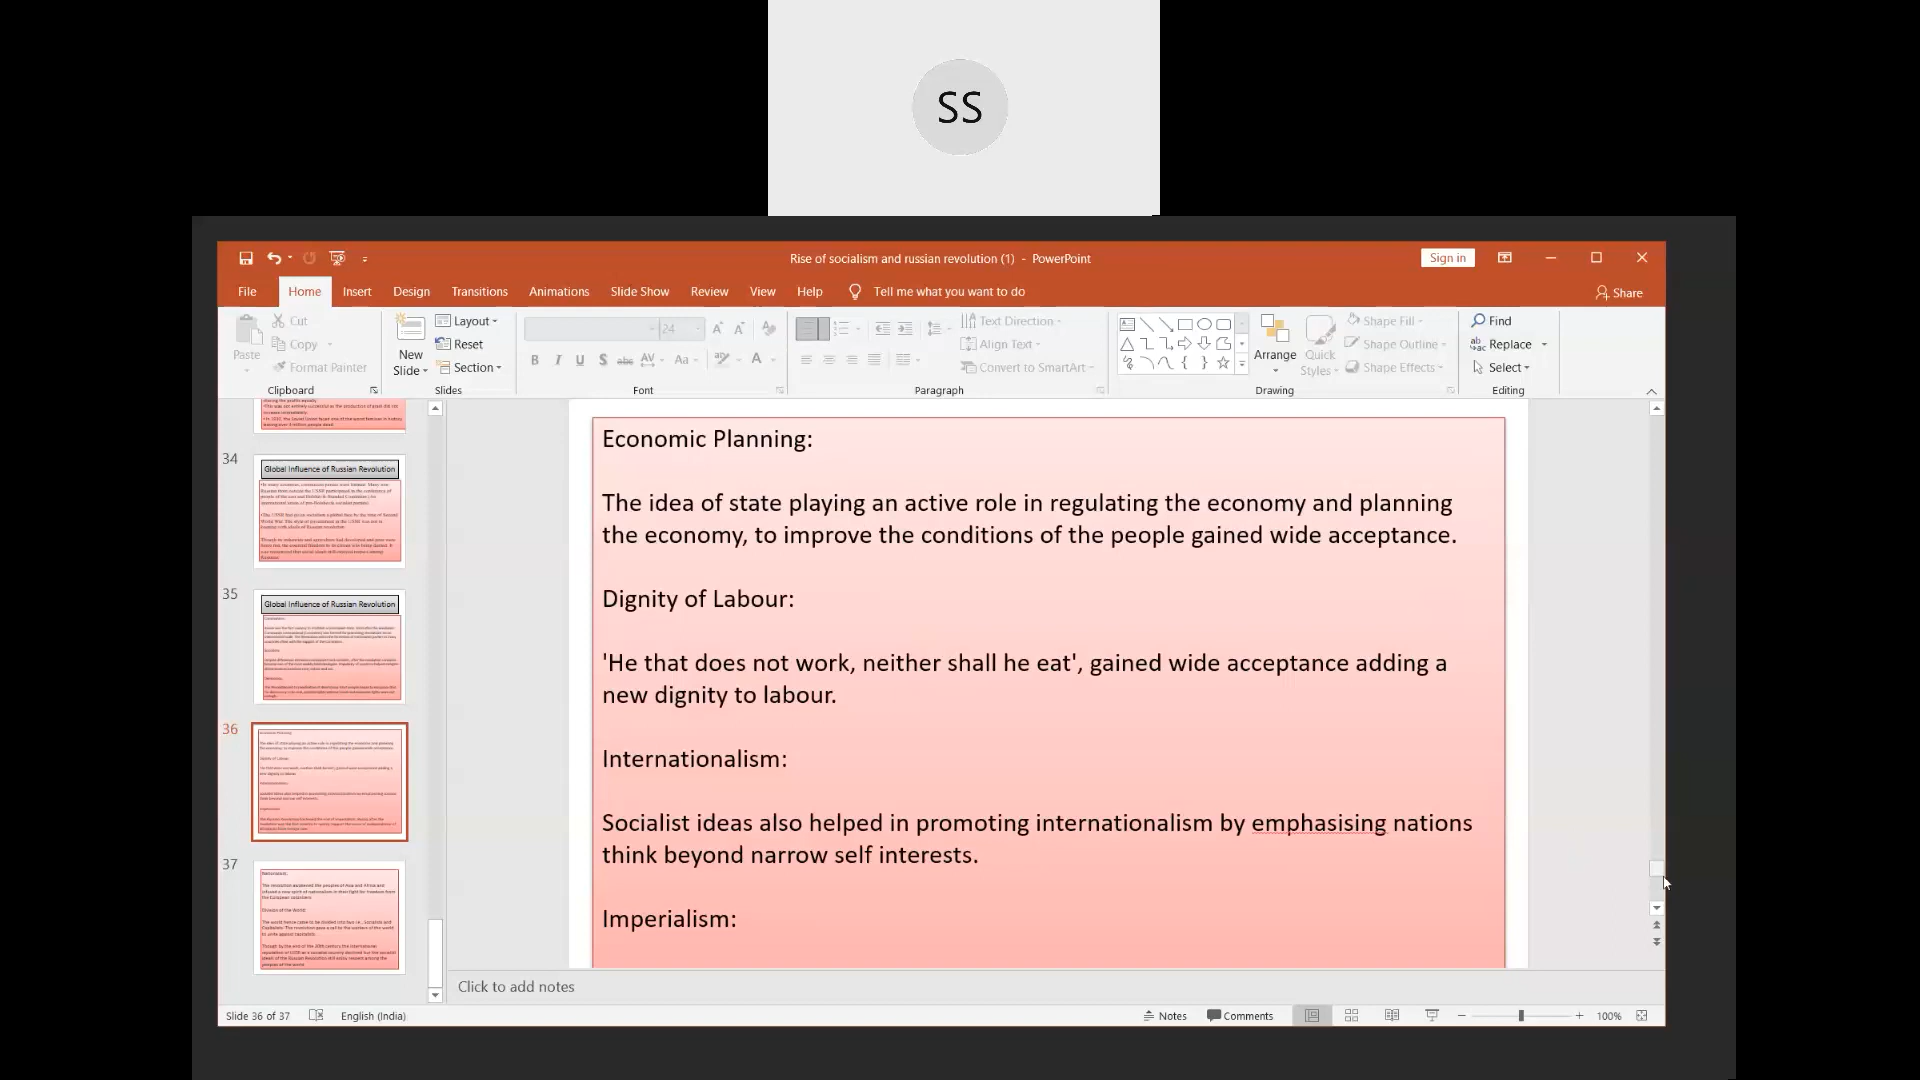 SS
Rise of socialism and russian revolution (1) - PowerPoint
Sign in
File Home Insert Design Transitions Animations Slide Show Review View Help Tell me what you want to do
Share
Cut
Copy
Format Painter
Paste
Clipboard
New
Slide
Layout
Reset
Section
Slides
24
B I U S abc AV Aa A
Font
Text Direction
Align Text
Convert to SmartArt
Paragraph
Arrange
Quick
Styles
Shape Fill
Shape Outline
Shape Effects
Drawing
Find
Replace
Select
Editing
34
Global Influence of Russian Revolution
35
Global Influence of Russian Revolution
36
37
Economic Planning:
The idea of state playing an active role in regulating the economy and planning
the economy, to improve the conditions of the people gained wide acceptance.
Dignity of Labour:
'He that does not work, neither shall he eat', gained wide acceptance adding a
new dignity to labour.
Internationalism:
Socialist ideas also helped in promoting internationalism by emphasising nations
think beyond narrow self interests.
Imperialism:
Click to add notes
Slide 36 of 37
English (India)
Notes
Comments
100%